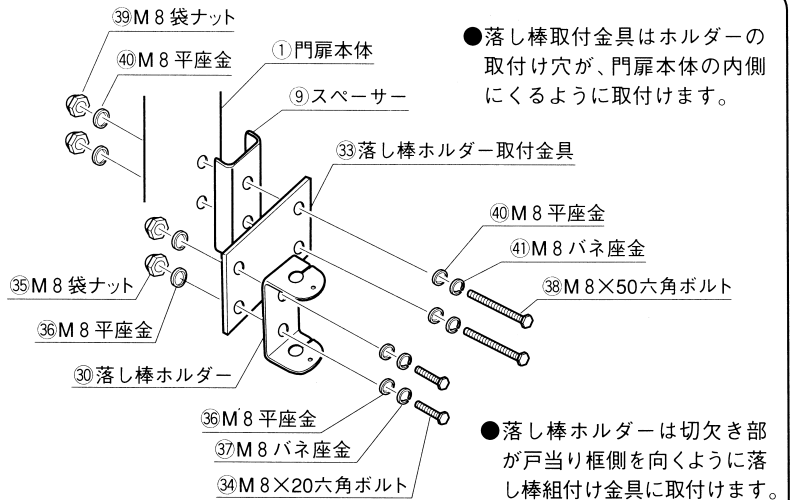 ㊴M8袋ナット
㊵M8平座金
①門扉本体
⑨スペーサー
●落し棒取付金具はホルダーの
取付け穴が、門扉本体の内側
にくるように取付けます。
㉝落し棒ホルダー取付金具
㊵M8平座金
㊶M8バネ座金
㊳M8×50六角ボルト
㉟M8袋ナット
㊱M8平座金
㉚落し棒ホルダー
㊱M8平座金
㊲M8バネ座金
㉞M8×20六角ボルト
●落し棒ホルダーは切欠き部
が戸当り框側を向くように落
し棒組付け金具に取付けます。